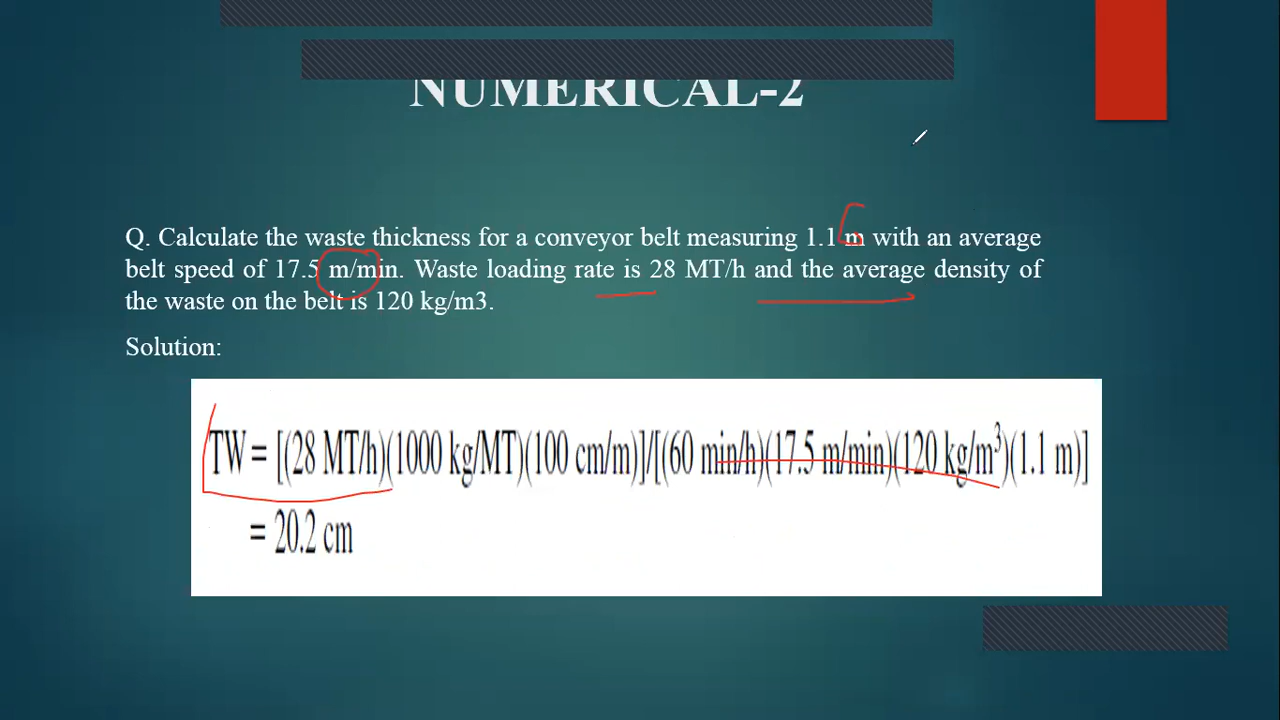 NUMERICAL-2
Q. Calculate the waste thickness for a conveyor belt measuring 1.1 m with an average
belt speed of 17.5 m/min. Waste loading rate is 28 MT/h and the average density of
the waste on the belt is 120 kg/m3.
Solution:
TW = [(28 MT/h)(1000 kg/MT)(100 cm/m)]/[(60 min/h)(17.5 m/min)(120 kg/m³)(1.1 m)]
= 20.2 cm